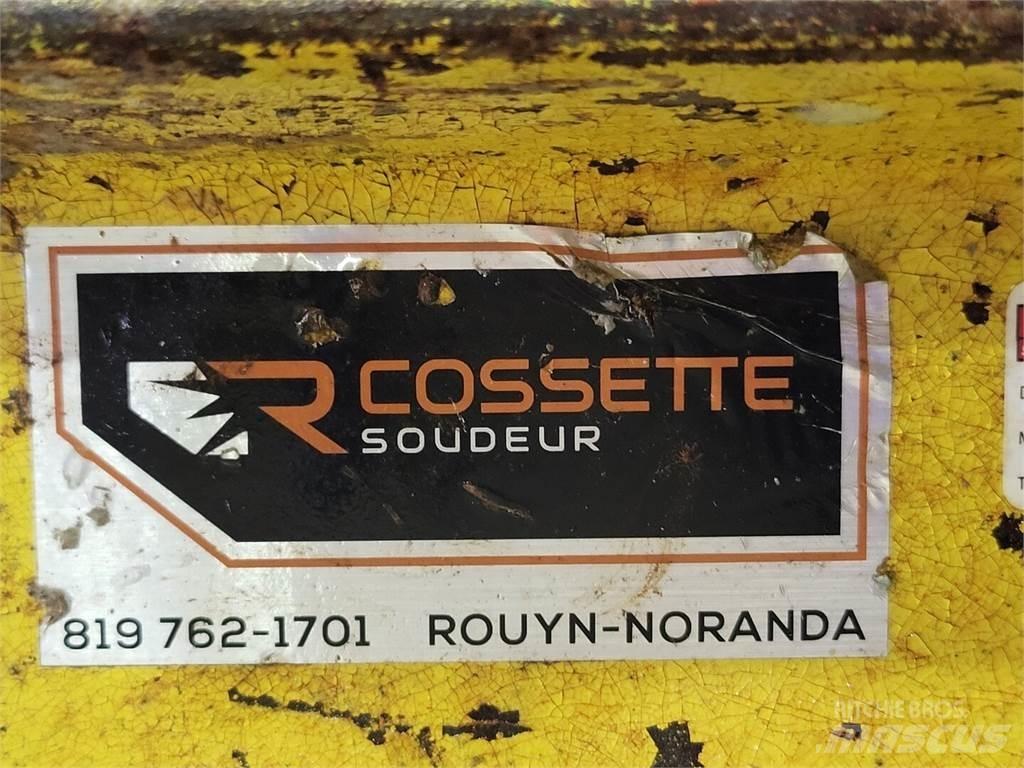 R COSSETTE
SOUDEUR
819 762-1701 ROUYN-NORANDA
D
M
T
RITCHIE BROS.
MASCUS